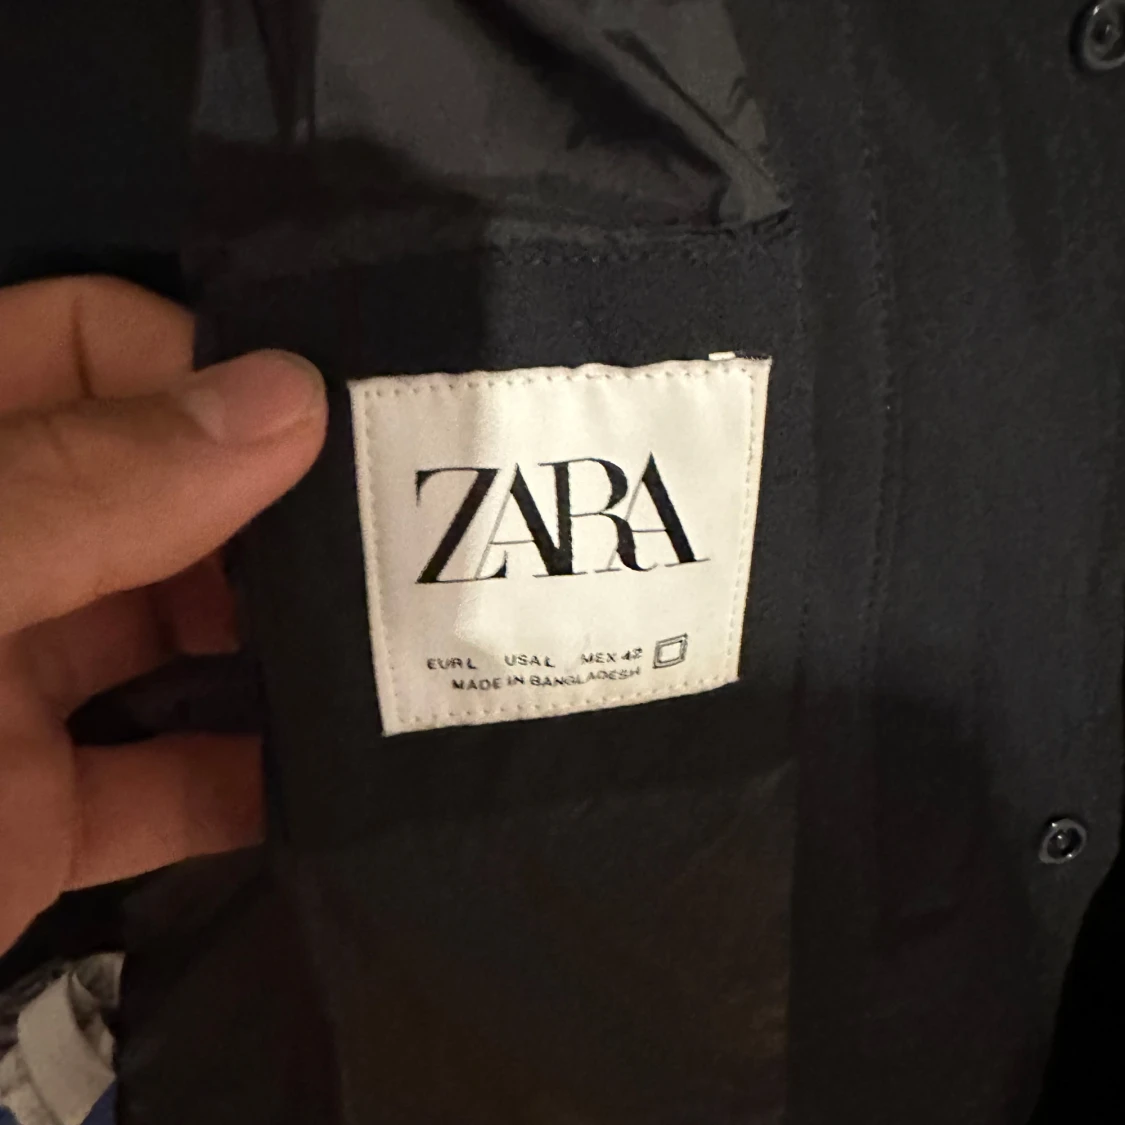 ZARA
EUR L USA L MEX 42
MADE IN BANGLADESH